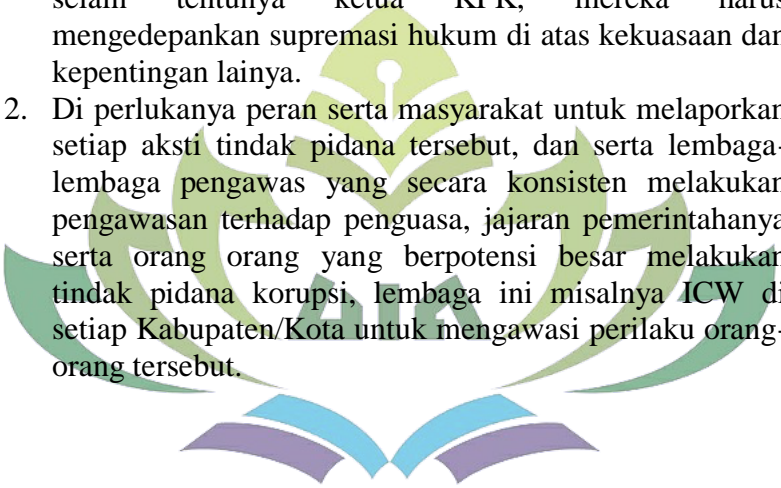 selain tentunya ketua KPK, mereka harus
mengedepankan supremasi hukum di atas kekuasaan dan
kepentingan lainya.
2. Di perlukanya peran serta masyarakat untuk melaporkan
setiap aksti tindak pidana tersebut, dan serta lembaga-
lembaga pengawas yang secara konsisten melakukan
pengawasan terhadap penguasa, jajaran pemerintahanya
serta orang orang yang berpotensi besar melakukan
tindak pidana korupsi, lembaga ini misalnya ICW di
setiap Kabupaten/Kota untuk mengawasi perilaku orang-
orang tersebut.